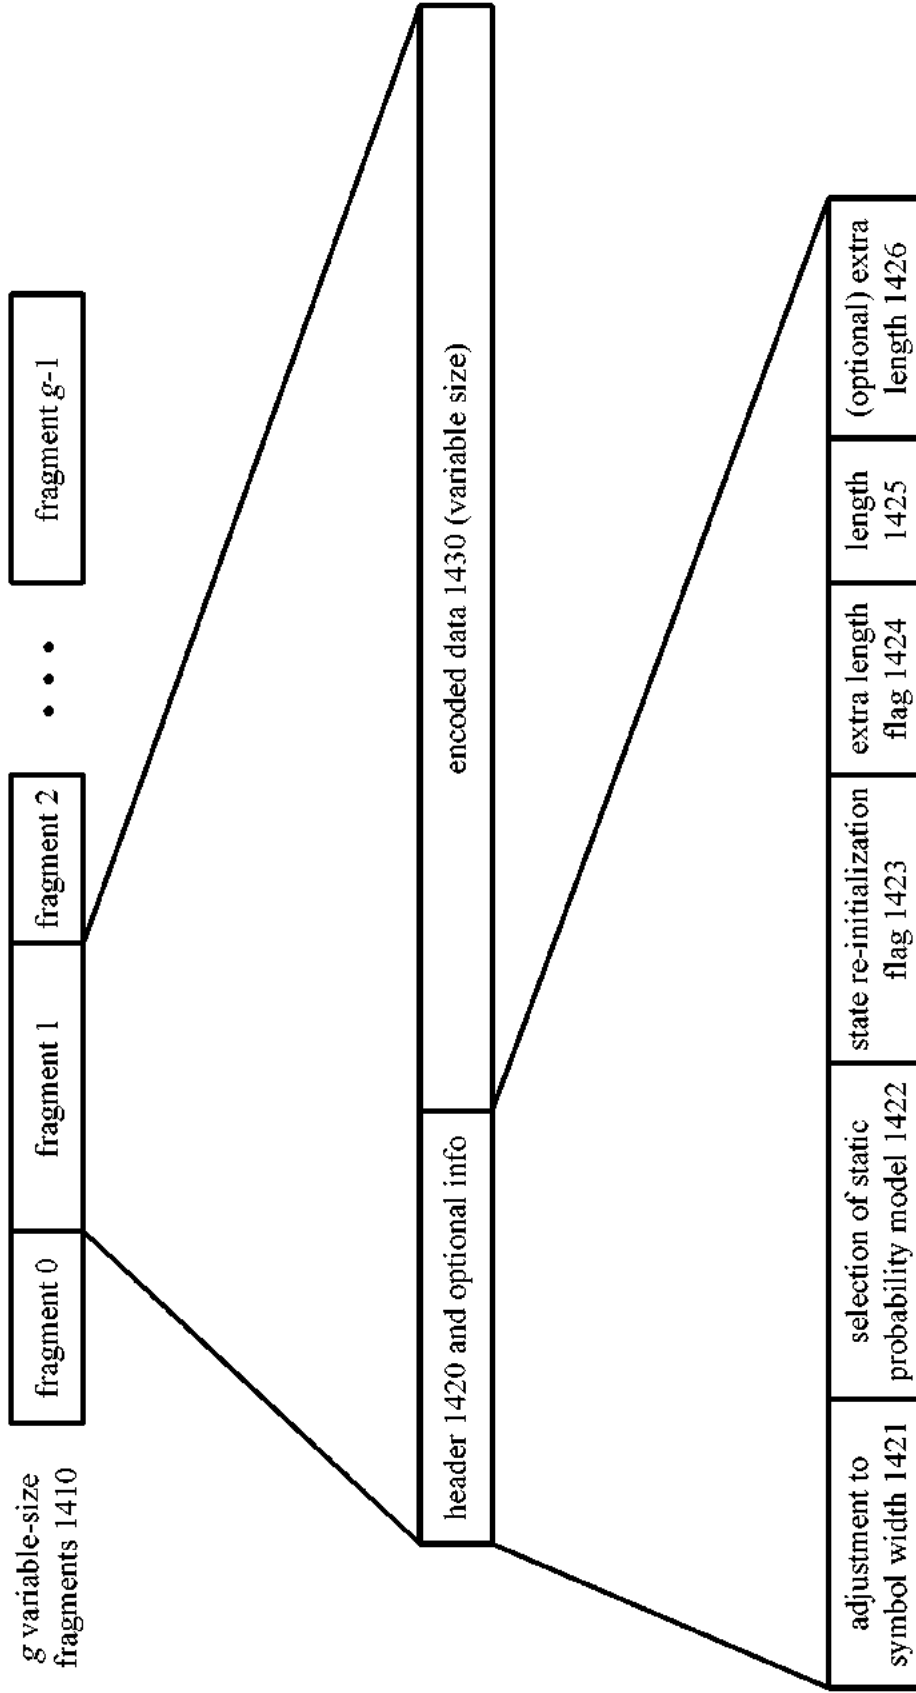 g variable-size
fragments 1410
fragment 0
fragment 1
fragment 2
• • •
fragment g-1
header 1420 and optional info
encoded data 1430 (variable size)
adjustment to
symbol width 1421
selection of static
probability model 1422
state re-initialization
flag 1423
extra length
flag 1424
length
1425
(optional) extra
length 1426